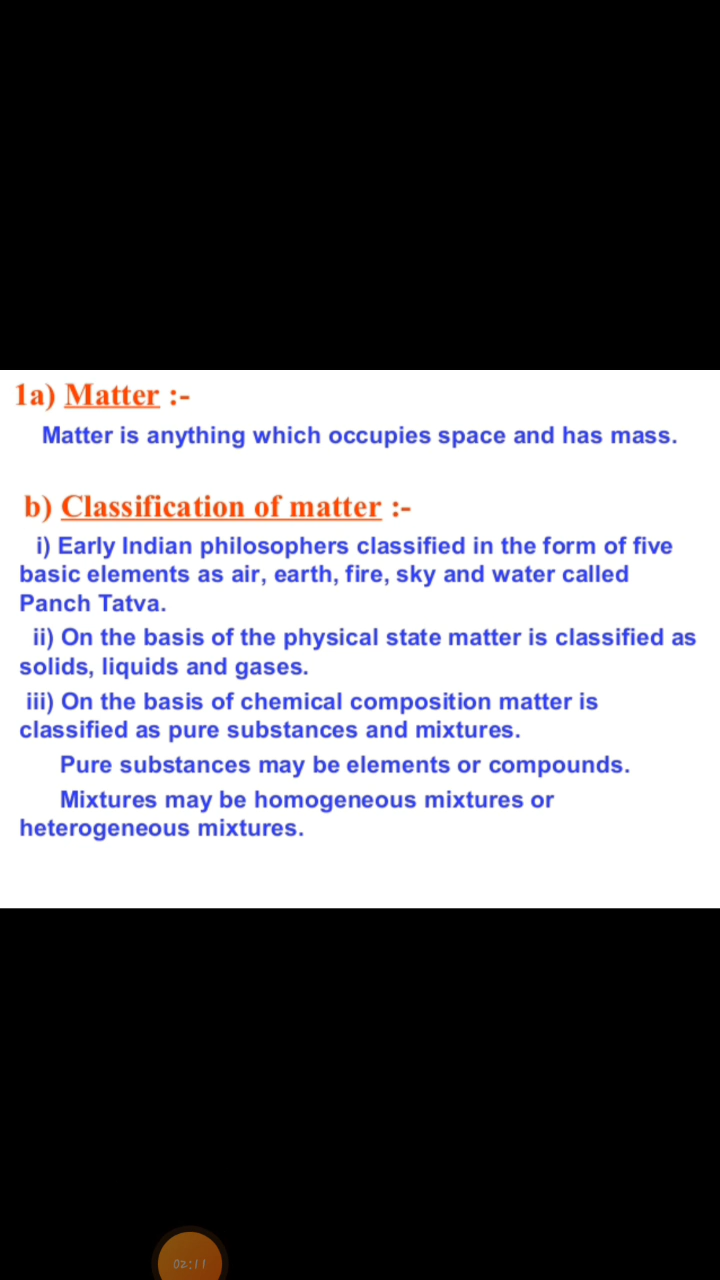 1a) Matter :-
Matter is anything which occupies space and has mass.
b) Classification of matter :-
i) Early Indian philosophers classified in the form of five
basic elements as air, earth, fire, sky and water called
Panch Tatva.
ii) On the basis of the physical state matter is classified as
solids, liquids and gases.
iii) On the basis of chemical composition matter is
classified as pure substances and mixtures.
Pure substances may be elements or compounds.
Mixtures may be homogeneous mixtures or
heterogeneous mixtures.
02:11